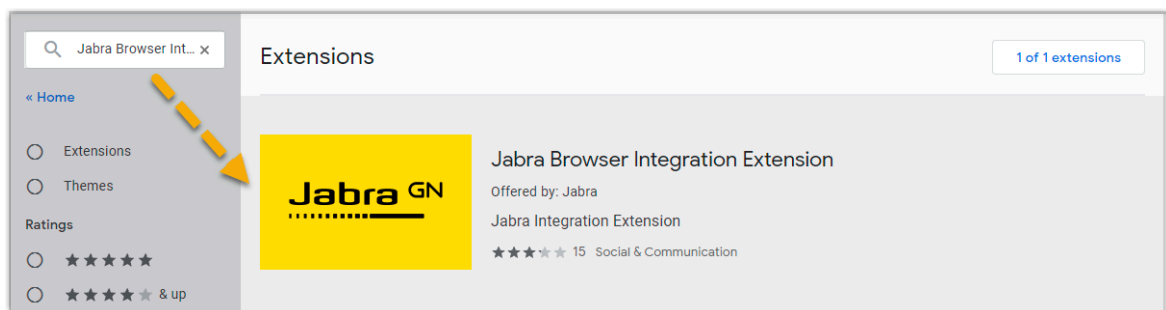 Jabra Browser Int...
« Home
Extensions
Themes
Ratings
& up
Extensions
1 of 1 extensions
Jabra GN
Jabra Browser Integration Extension
Offered by: Jabra
Jabra Integration Extension
15 Social & Communication